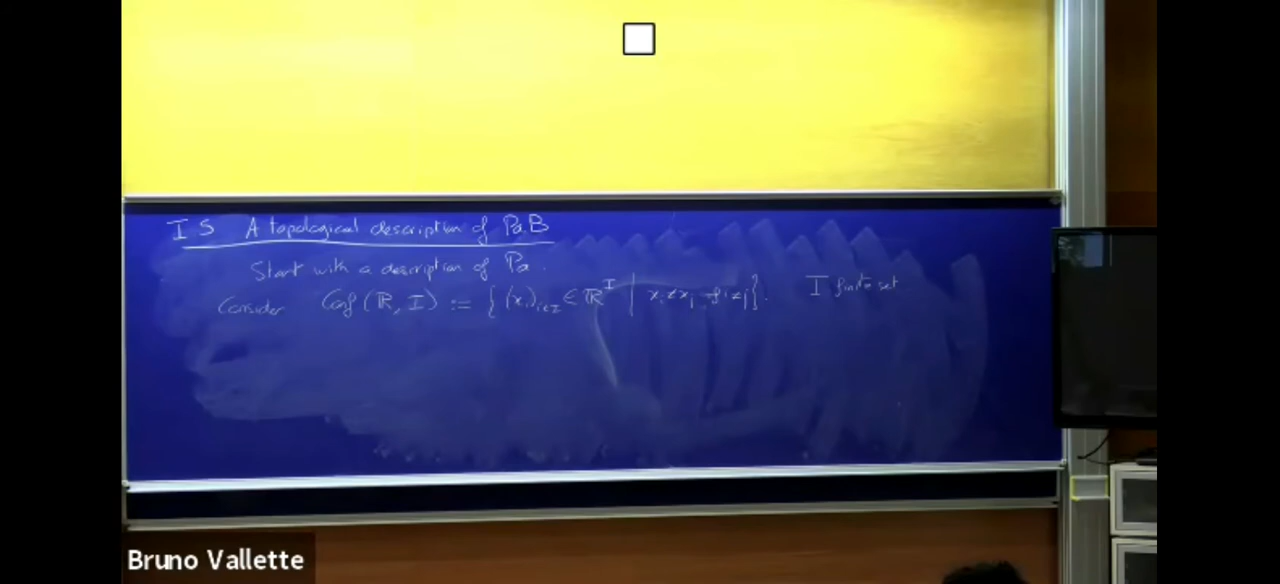 I 5 A topological description of PaB
Start with a description of Pa.
Consider Conf (ℝ, I) := { (xᵢ)ᵢ∈I ∈ ℝᴵ | xᵢ≠xⱼ if i≠j }. I finite set
Bruno Vallette